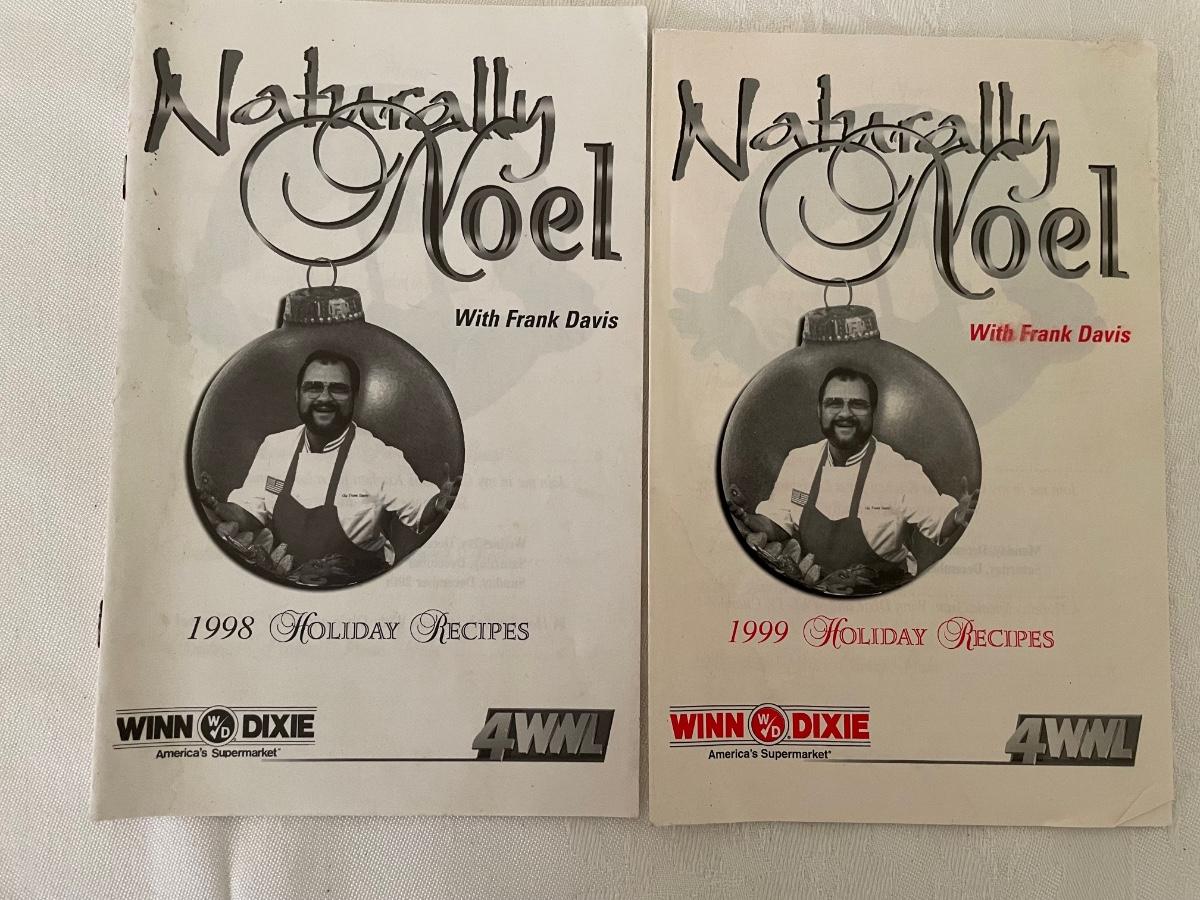 Naturally
Noel
With Frank Davis
1998 Holiday Recipes
WINN W/D DIXIE
America's Supermarket
4WWL
Naturally
Noel
With Frank Davis
1999 Holiday Recipes
WINN W/D DIXIE
America's Supermarket
4WWL